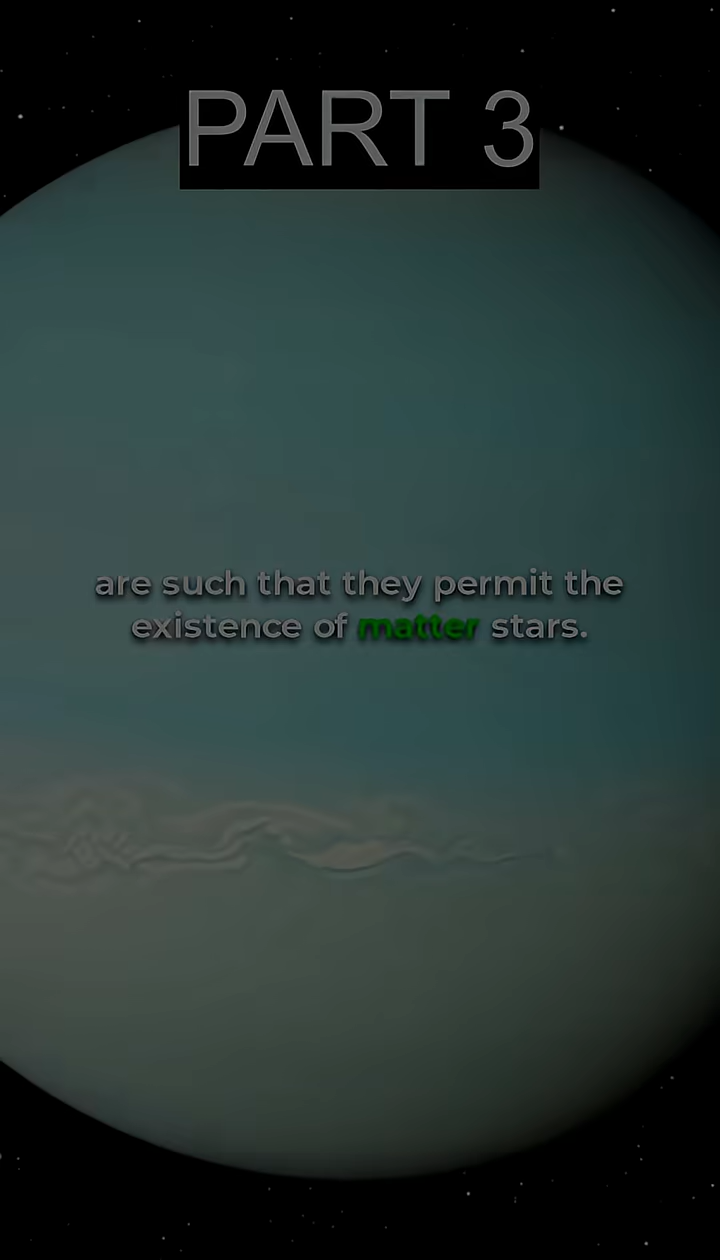 PART 3
are such that they permit the
existence of matter stars.